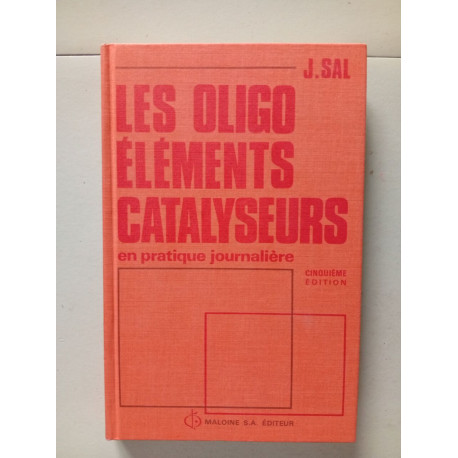 J. SAL
LES OLIGO
ÉLÉMENTS
CATALYSEURS
en pratique journalière
CINQUIÈME
ÉDITION
MALOINE S.A. ÉDITEUR